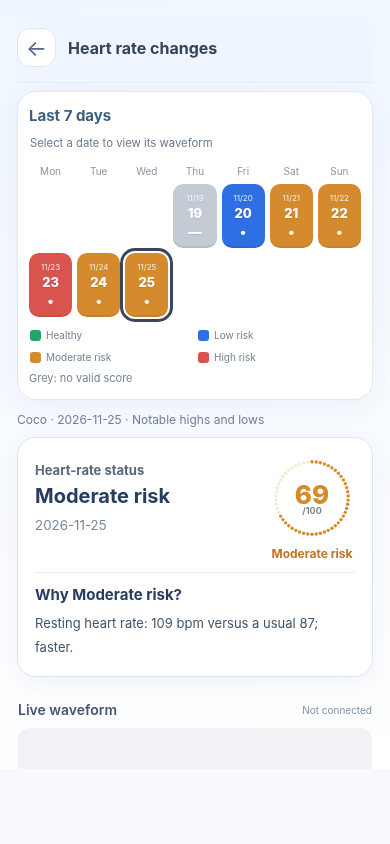 Heart rate changes
Last 7 days
Select a date to view its waveform
Mon Tue Wed Thu Fri Sat Sun
11/19 11/20 11/21 11/22
19 20 21 22
—
11/23 11/24 11/25
23 24 25
Healthy Low risk
Moderate risk High risk
Grey: no valid score
Coco · 2026-11-25 · Notable highs and lows
Heart-rate status
Moderate risk
2026-11-25
69
/100
Moderate risk
Why Moderate risk?
Resting heart rate: 109 bpm versus a usual 87;
faster.
Live waveform Not connected